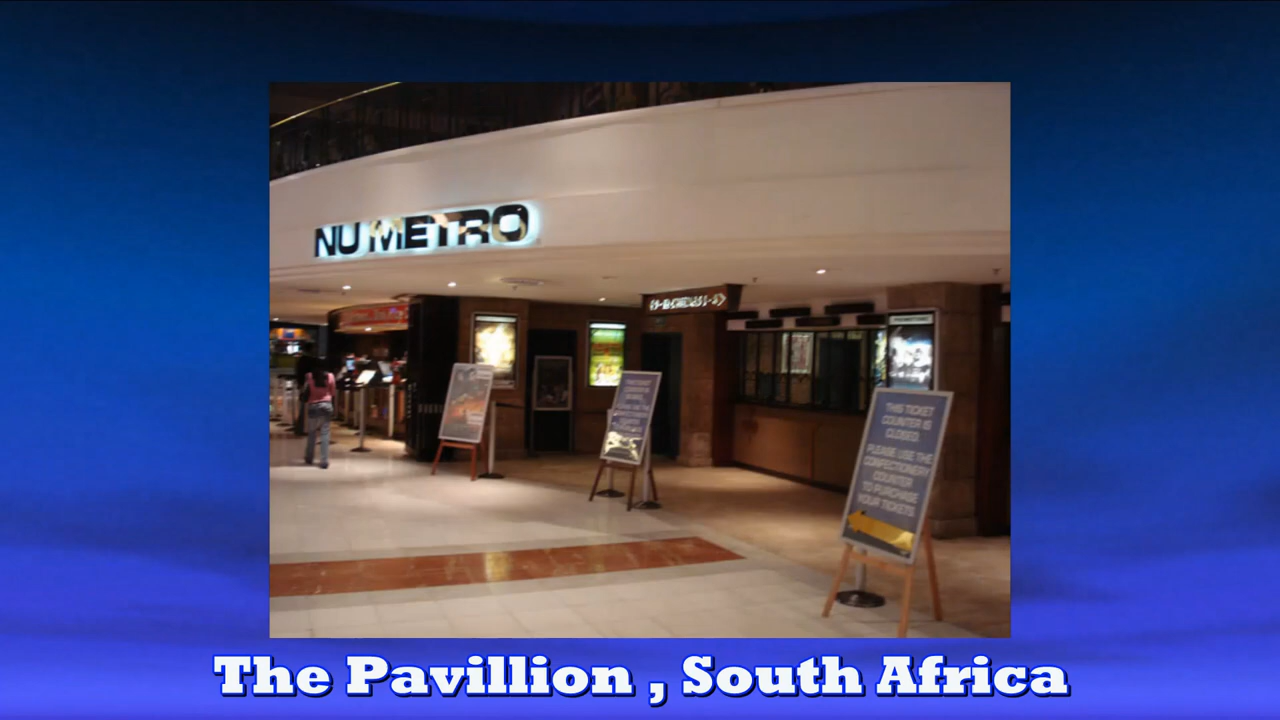 NU METRO
THIS TICKET
COUNTER IS
CLOSED.
PLEASE USE THE
CONFECTIONERY
COUNTER
TO PURCHASE
YOUR TICKETS
The Pavillion , South Africa